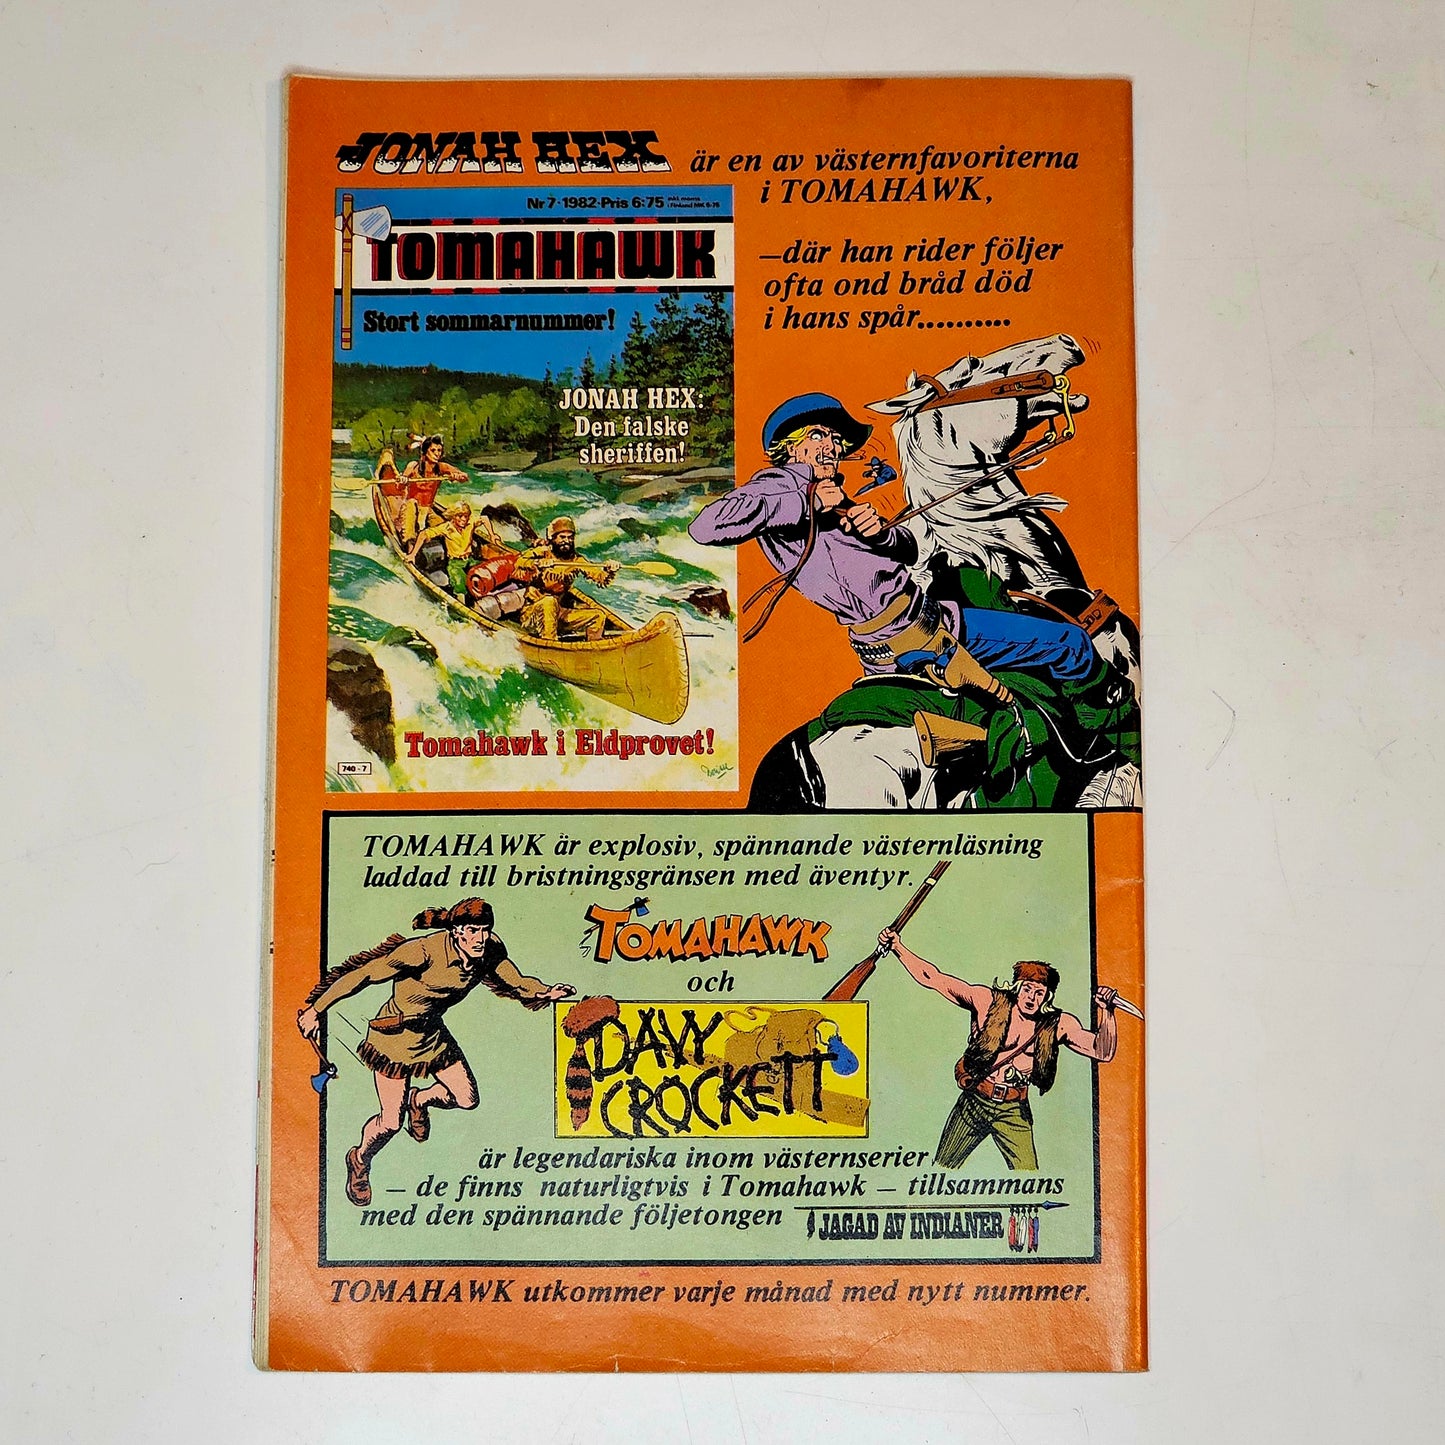 JONAH HEX är en av västernfavoriterna
i TOMAHAWK,
—där han rider följer
ofta ond bråd död
i hans spår..........
Nr 7·1982·Pris 6:75 inkl moms
TOMAHAWK
Stort sommarnummer!
JONAH HEX:
Den falske
sheriffen!
Tomahawk i Eldprovet!
740-7
TOMAHAWK är explosiv, spännande västernläsning
laddad till bristningsgränsen med äventyr.
TOMAHAWK
och
DAVY
CROCKETT
är legendariska inom västernserier,
— de finns naturligtvis i Tomahawk — tillsammans
med den spännande följetongen JAGAD AV INDIANER
TOMAHAWK utkommer varje månad med nytt nummer.